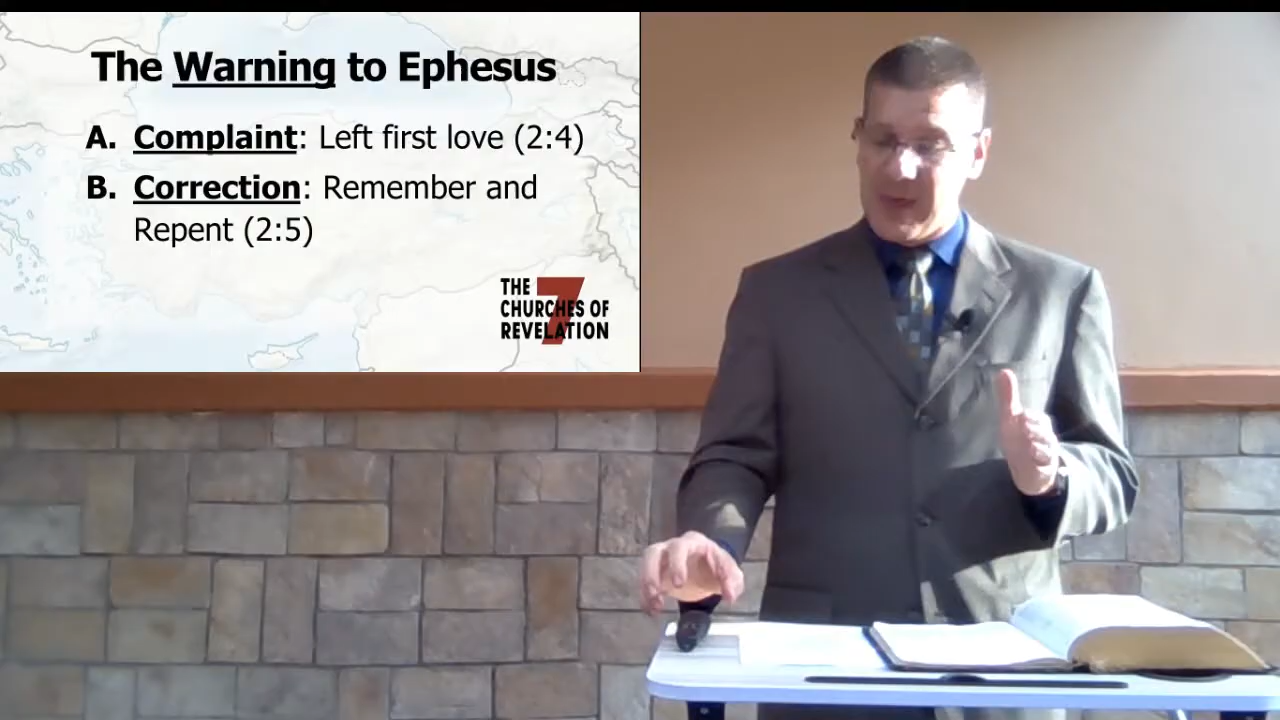 The Warning to Ephesus
A. Complaint: Left first love (2:4)
B. Correction: Remember and
Repent (2:5)
THE 7
CHURCHES OF
REVELATION